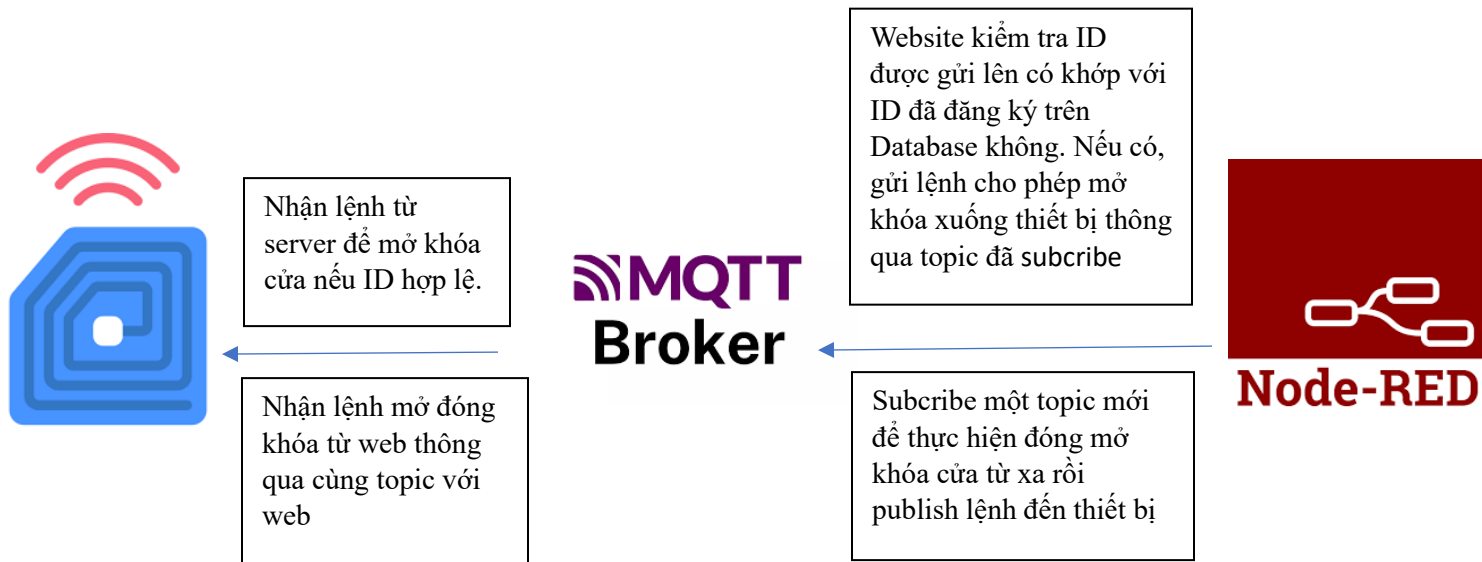 Nhận lệnh từ
server để mở khóa
cửa nếu ID hợp lệ.
Nhận lệnh mở đóng
khóa từ web thông
qua cùng topic với
web
MQTT
Broker
Website kiểm tra ID
được gửi lên có khớp với
ID đã đăng ký trên
Database không. Nếu có,
gửi lệnh cho phép mở
khóa xuống thiết bị thông
qua topic đã subcribe
Subcribe một topic mới
để thực hiện đóng mở
khóa cửa từ xa rồi
publish lệnh đến thiết bị
Node-RED